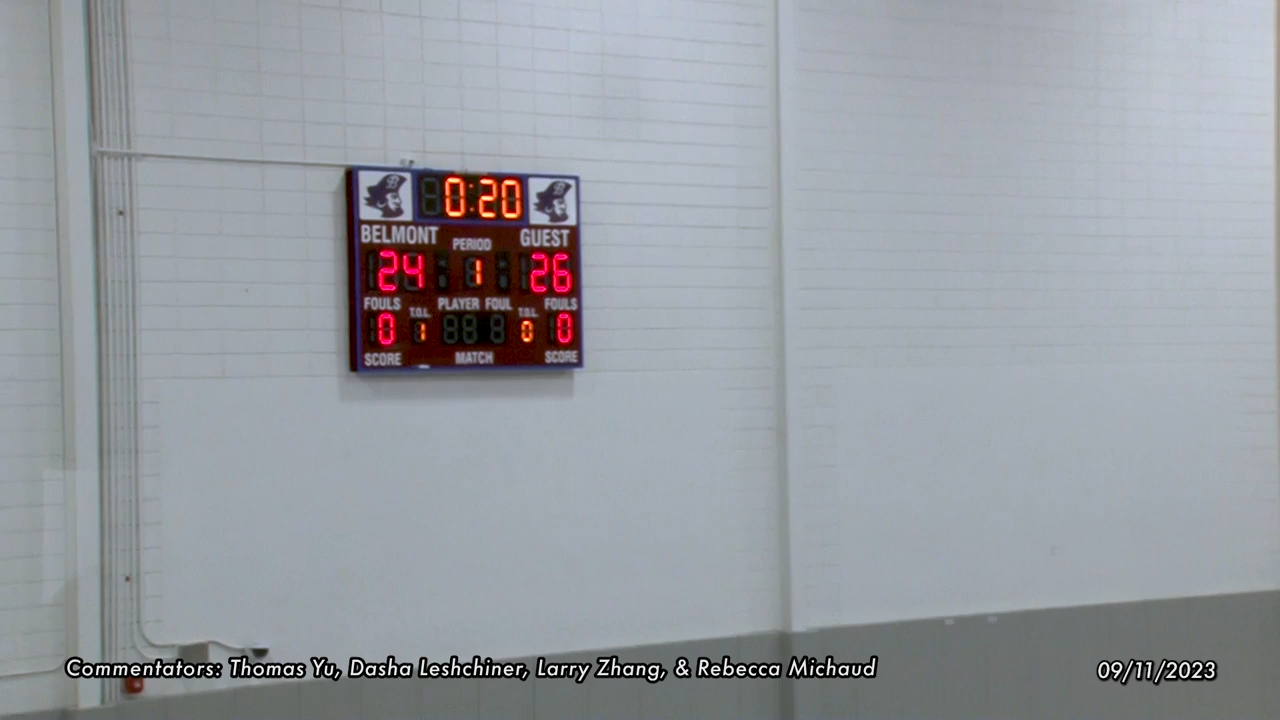 0:20
BELMONT PERIOD GUEST
24 1 26
FOULS PLAYER FOUL FOULS
T.O.L. T.O.L.
0 1 0 0
SCORE MATCH SCORE
Commentators: Thomas Yu, Dasha Leshchiner, Larry Zhang, & Rebecca Michaud
09/11/2023